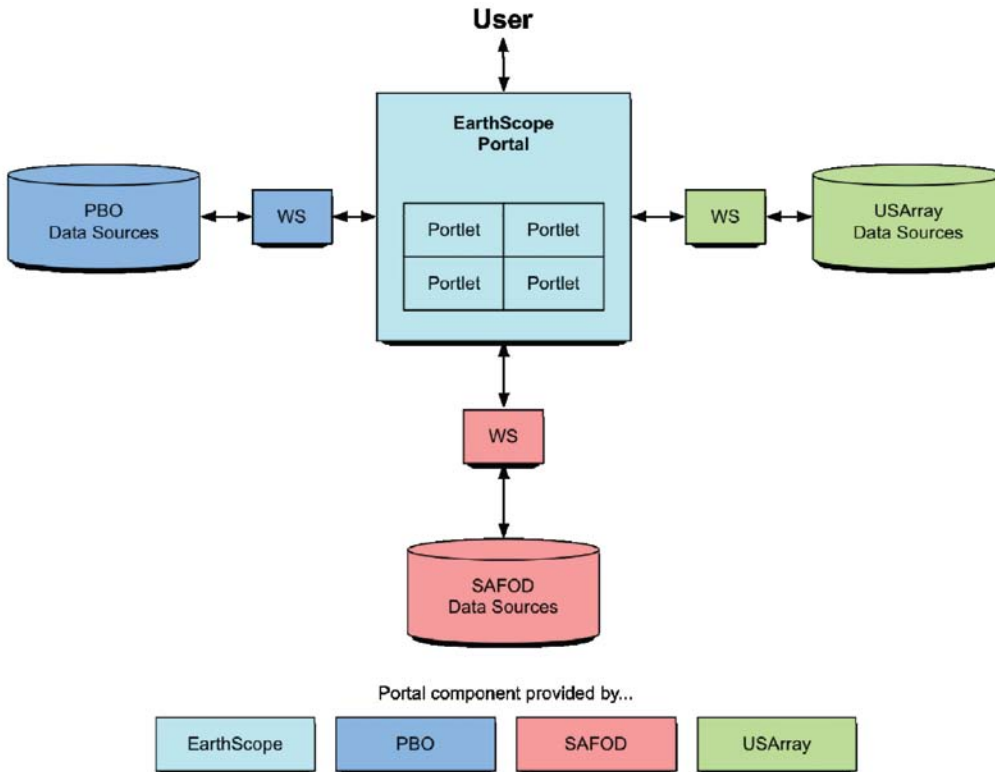 User
EarthScope
Portal
Portlet
Portlet
Portlet
Portlet
PBO
Data Sources
WS
WS
USArray
Data Sources
WS
SAFOD
Data Sources
Portal component provided by...
EarthScope
PBO
SAFOD
USArray